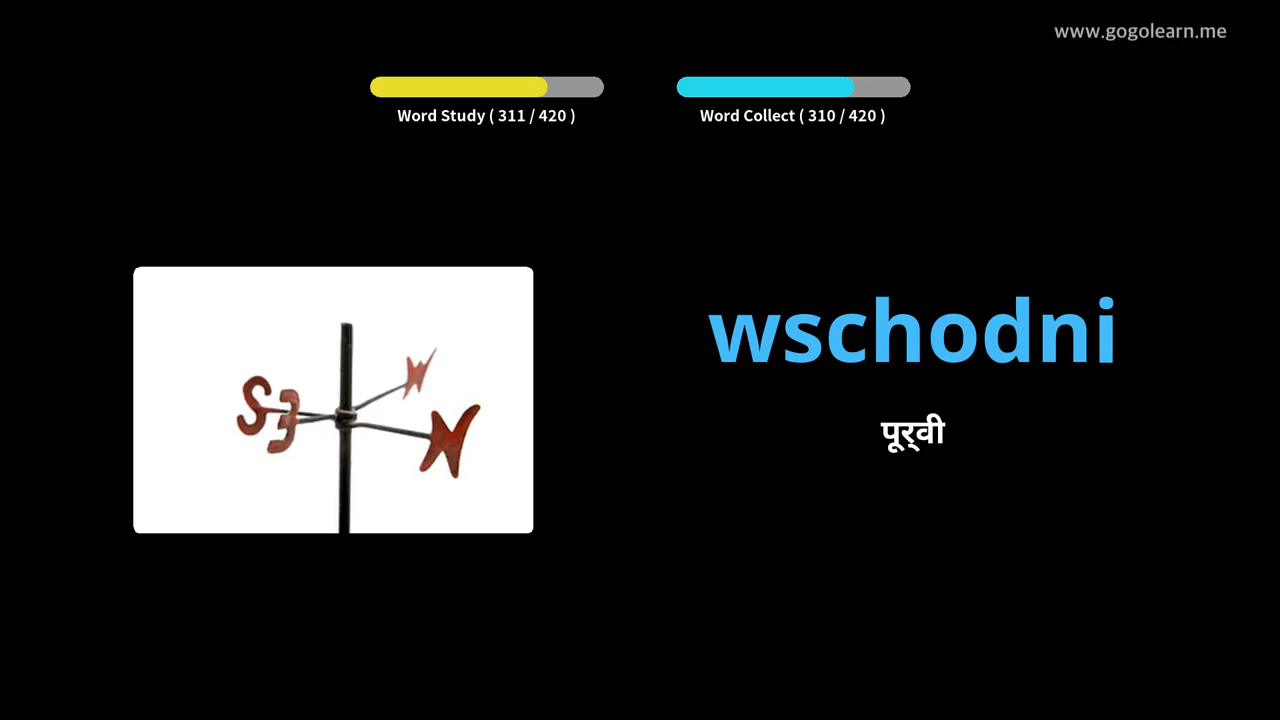 www.gogolearn.me
Word Study ( 311 / 420 )
Word Collect ( 310 / 420 )
S E N W
wschodni
पूर्वी